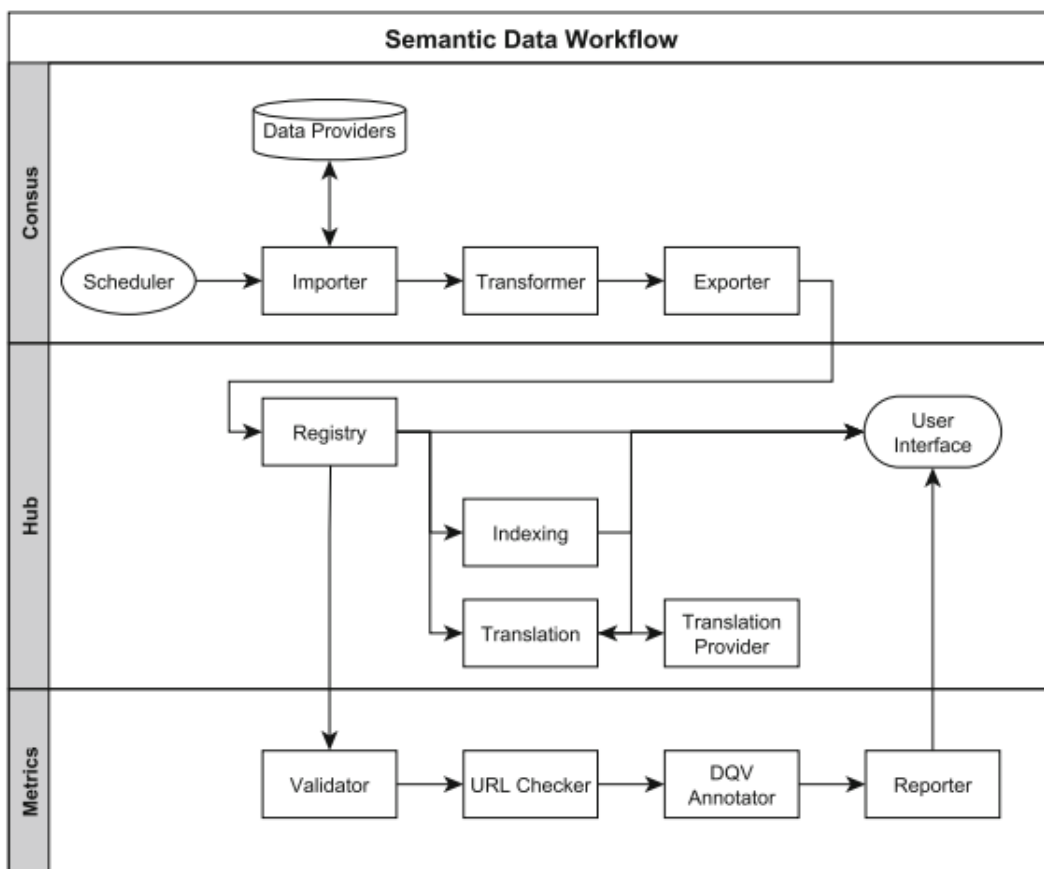 Semantic Data Workflow
Consus
Data Providers
Scheduler
Importer
Transformer
Exporter
Hub
Registry
User
Interface
Indexing
Translation
Translation
Provider
Metrics
Validator
URL Checker
DQV
Annotator
Reporter